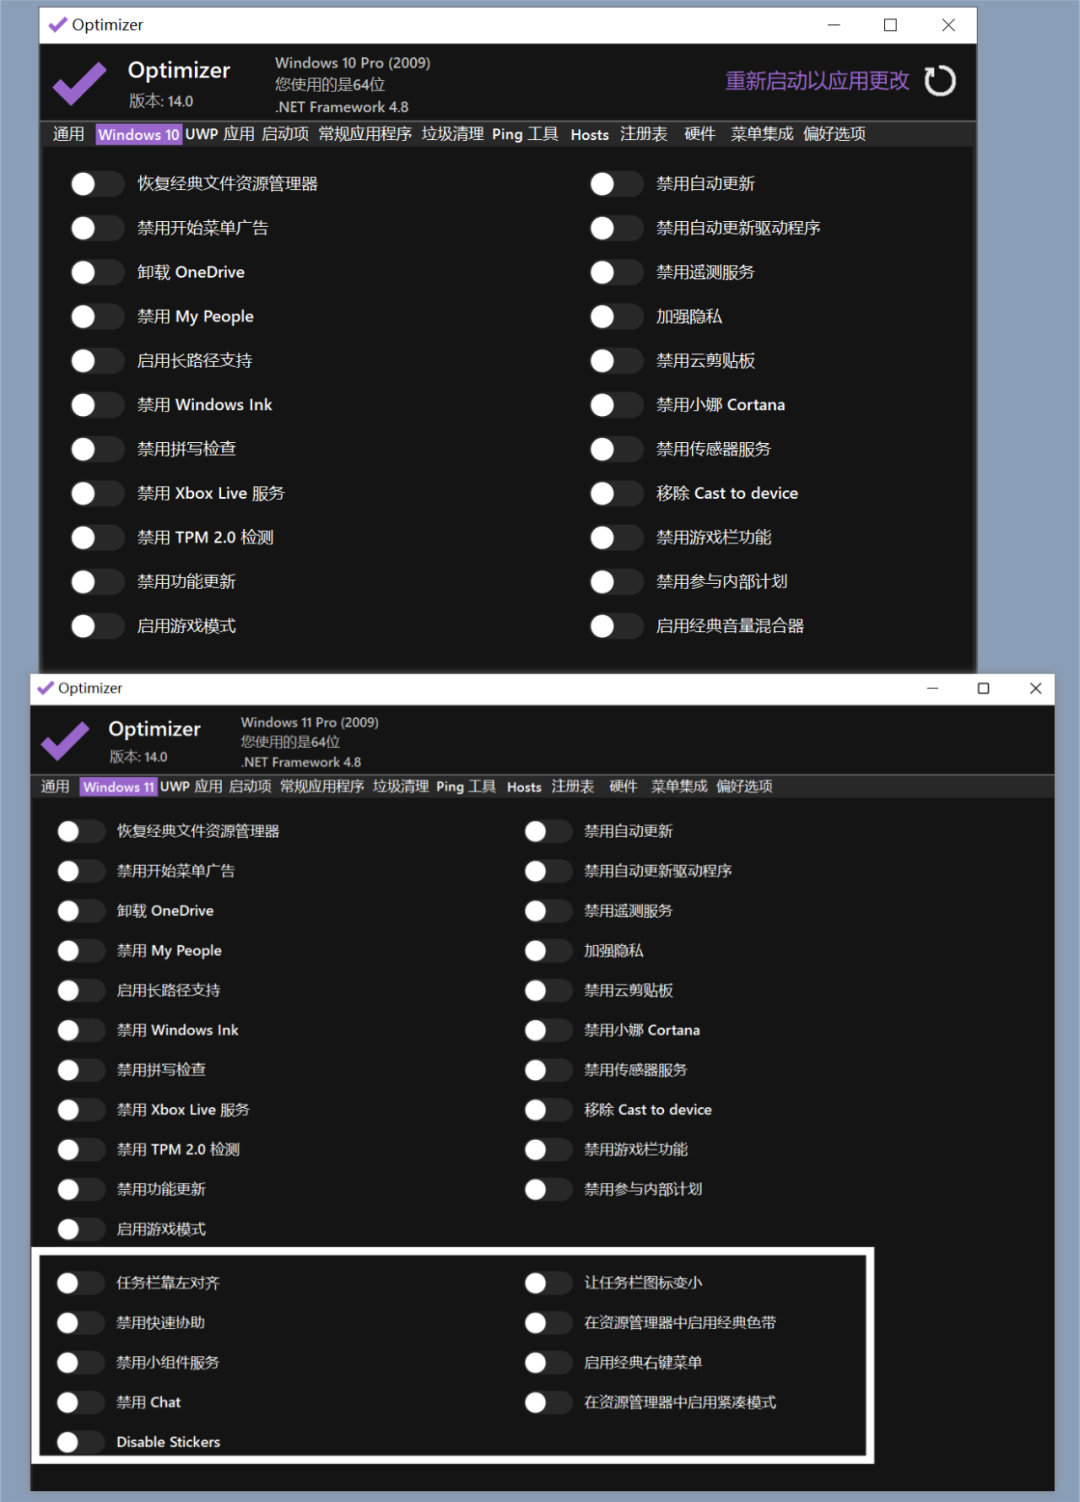 Optimizer
Optimizer
版本: 14.0
Windows 10 Pro (2009)
您使用的是64位
.NET Framework 4.8
重新启动以应用更改
通用 Windows 10 UWP 应用 启动项 常规应用程序 垃圾清理 Ping 工具 Hosts 注册表 硬件 菜单集成 偏好选项
恢复经典文件资源管理器 禁用自动更新
禁用开始菜单广告 禁用自动更新驱动程序
卸载 OneDrive 禁用遥测服务
禁用 My People 加强隐私
启用长路径支持 禁用云剪贴板
禁用 Windows Ink 禁用小娜 Cortana
禁用拼写检查 禁用传感器服务
禁用 Xbox Live 服务 移除 Cast to device
禁用 TPM 2.0 检测 禁用游戏栏功能
禁用功能更新 禁用参与内部计划
启用游戏模式 启用经典音量混合器
Optimizer
Optimizer
版本: 14.0
Windows 11 Pro (2009)
您使用的是64位
.NET Framework 4.8
通用 Windows 11 UWP 应用 启动项 常规应用程序 垃圾清理 Ping 工具 Hosts 注册表 硬件 菜单集成 偏好选项
恢复经典文件资源管理器 禁用自动更新
禁用开始菜单广告 禁用自动更新驱动程序
卸载 OneDrive 禁用遥测服务
禁用 My People 加强隐私
启用长路径支持 禁用云剪贴板
禁用 Windows Ink 禁用小娜 Cortana
禁用拼写检查 禁用传感器服务
禁用 Xbox Live 服务 移除 Cast to device
禁用 TPM 2.0 检测 禁用游戏栏功能
禁用功能更新 禁用参与内部计划
启用游戏模式
任务栏靠左对齐 让任务栏图标变小
禁用快速协助 在资源管理器中启用经典色带
禁用小组件服务 启用经典右键菜单
禁用 Chat 在资源管理器中启用紧凑模式
Disable Stickers